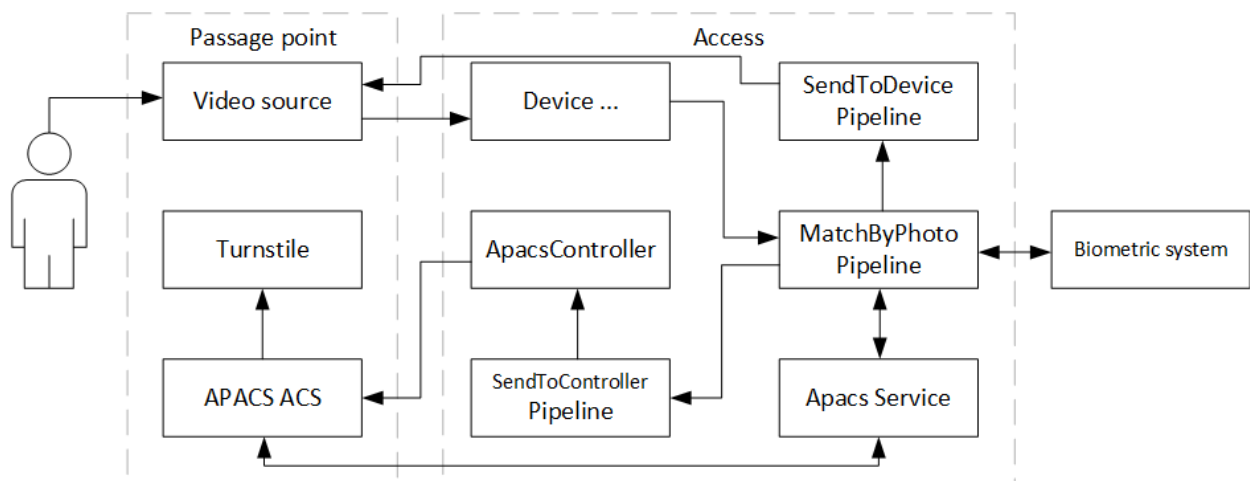 Passage point
Access
Video source
Device ...
SendToDevice
Pipeline
Turnstile
ApacsController
MatchByPhoto
Pipeline
Biometric system
APACS ACS
SendToController
Pipeline
Apacs Service